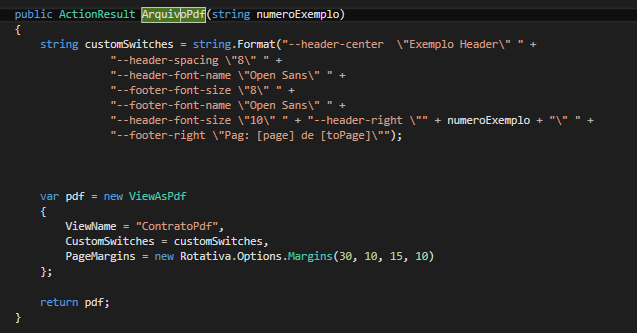 public ActionResult ArquivoPdf(string numeroExemplo)
{
string customSwitches = string.Format("--header-center  \"Exemplo Header\" " +
"--header-spacing \"8\" " +
"--header-font-name \"Open Sans\" " +
"--footer-font-size \"8\" " +
"--footer-font-name \"Open Sans\" " +
"--header-font-size \"10\" " + "--header-right \"" + numeroExemplo + "\" " +
"--footer-right \"Pag: [page] de [toPage]\"");
var pdf = new ViewAsPdf
{
ViewName = "ContratoPdf",
CustomSwitches = customSwitches,
PageMargins = new Rotativa.Options.Margins(30, 10, 15, 10)
};
return pdf;
}